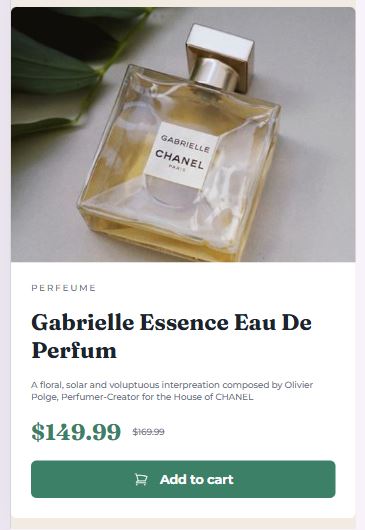 GABRIELLE
CHANEL
PARIS
PERFEUME
Gabrielle Essence Eau De
Perfum
A floral, solar and voluptuous interpreation composed by Olivier
Polge, Perfumer-Creator for the House of CHANEL
$149.99 $169.99
Add to cart